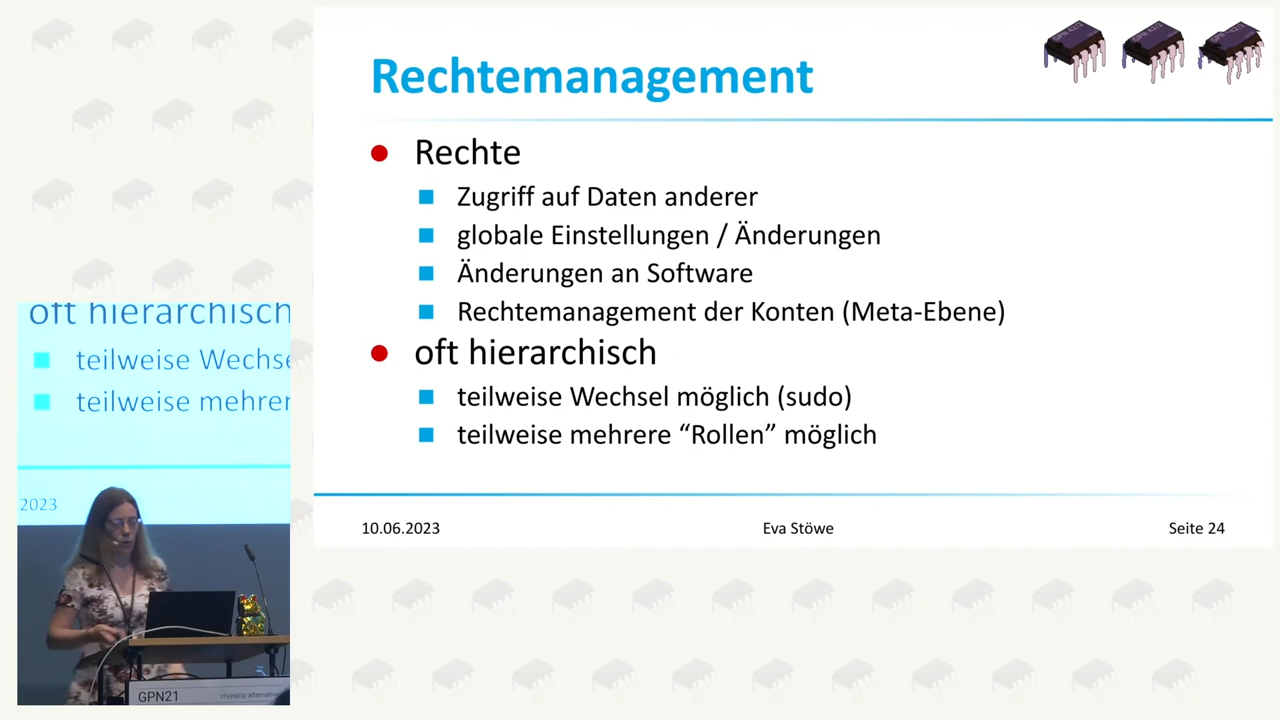 Rechtemanagement
Rechte
Zugriff auf Daten anderer
globale Einstellungen / Änderungen
Änderungen an Software
Rechtemanagement der Konten (Meta-Ebene)
oft hierarchisch
teilweise Wechsel möglich (sudo)
teilweise mehrere “Rollen” möglich
10.06.2023
Eva Stöwe
Seite 24
oft hierarchisch
teilweise Wechse
teilweise mehrer
.2023
GPN21